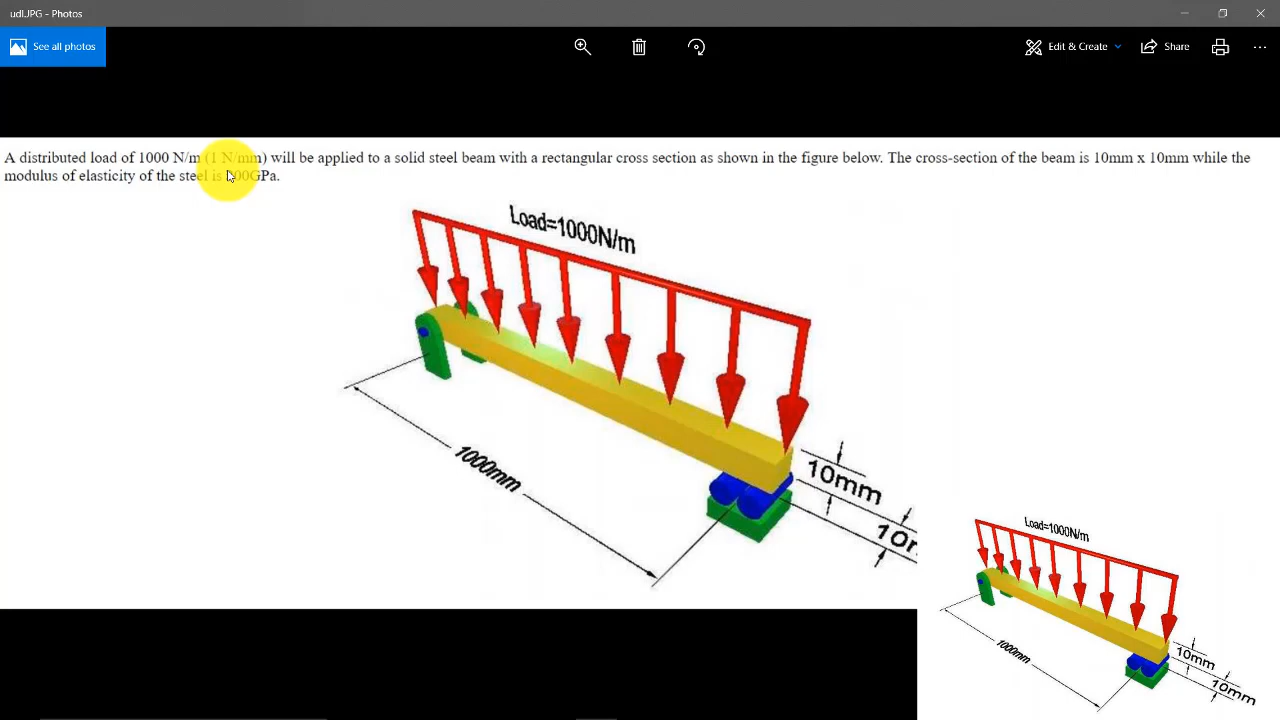 udl.JPG - Photos
See all photos
Edit & Create
Share
A distributed load of 1000 N/m (1 N/mm) will be applied to a solid steel beam with a rectangular cross section as shown in the figure below. The cross-section of the beam is 10mm x 10mm while the
modulus of elasticity of the steel is 200GPa.
Load=1000N/m
1000mm
10mm
Load=1000N/m
1000mm
10mm
10mm